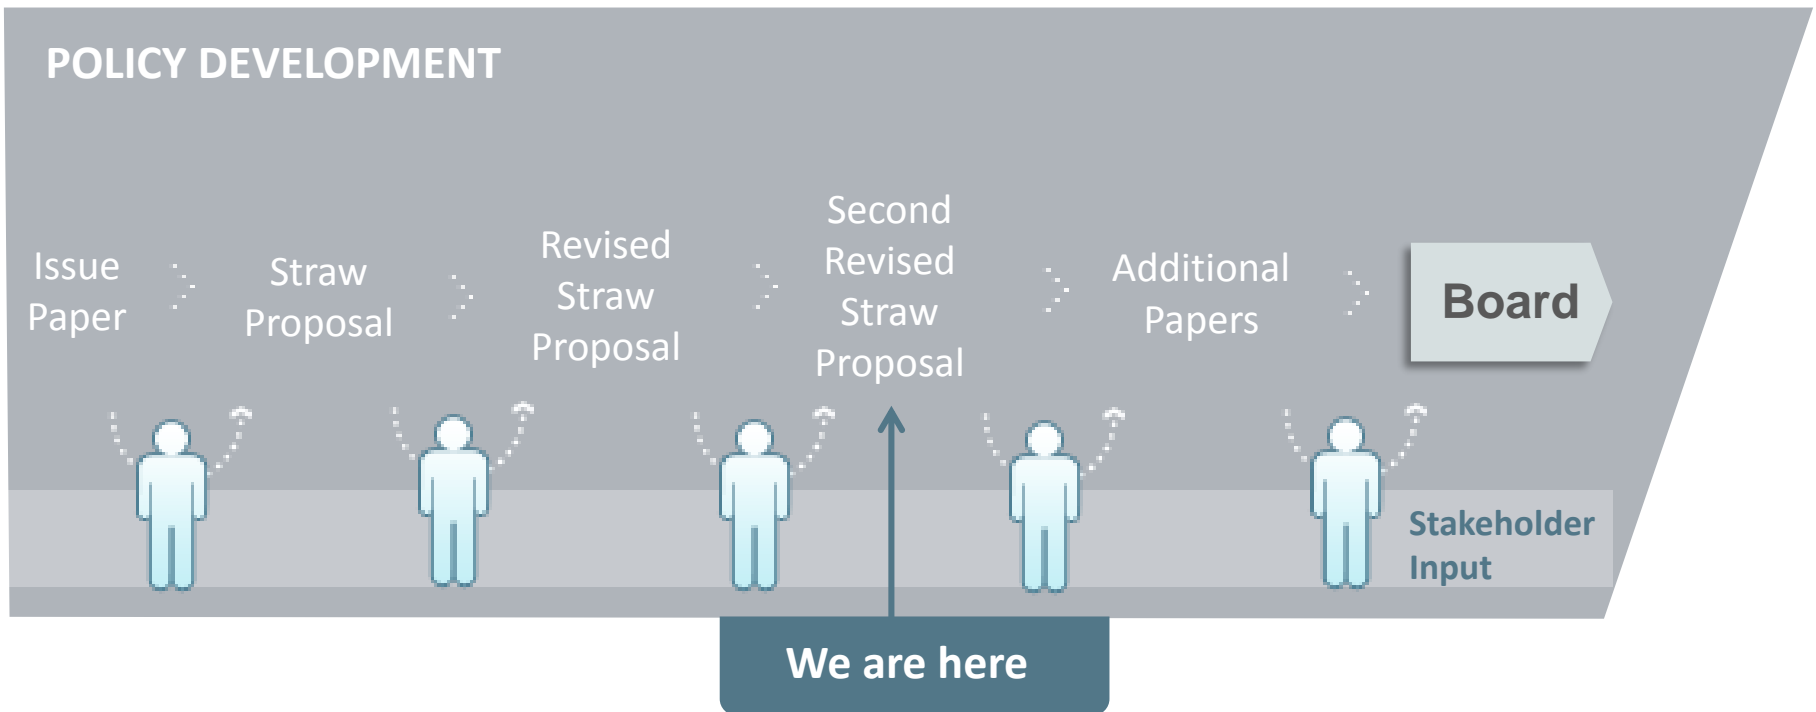 POLICY DEVELOPMENT
Issue
Paper
Straw
Proposal
Revised
Straw
Proposal
Second
Revised
Straw
Proposal
Additional
Papers
Board
Stakeholder
Input
We are here